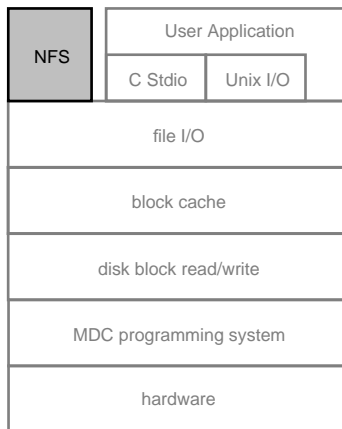 User Application
NFS
C Stdio
Unix I/O
file I/O
block cache
disk block read/write
MDC programming system
hardware